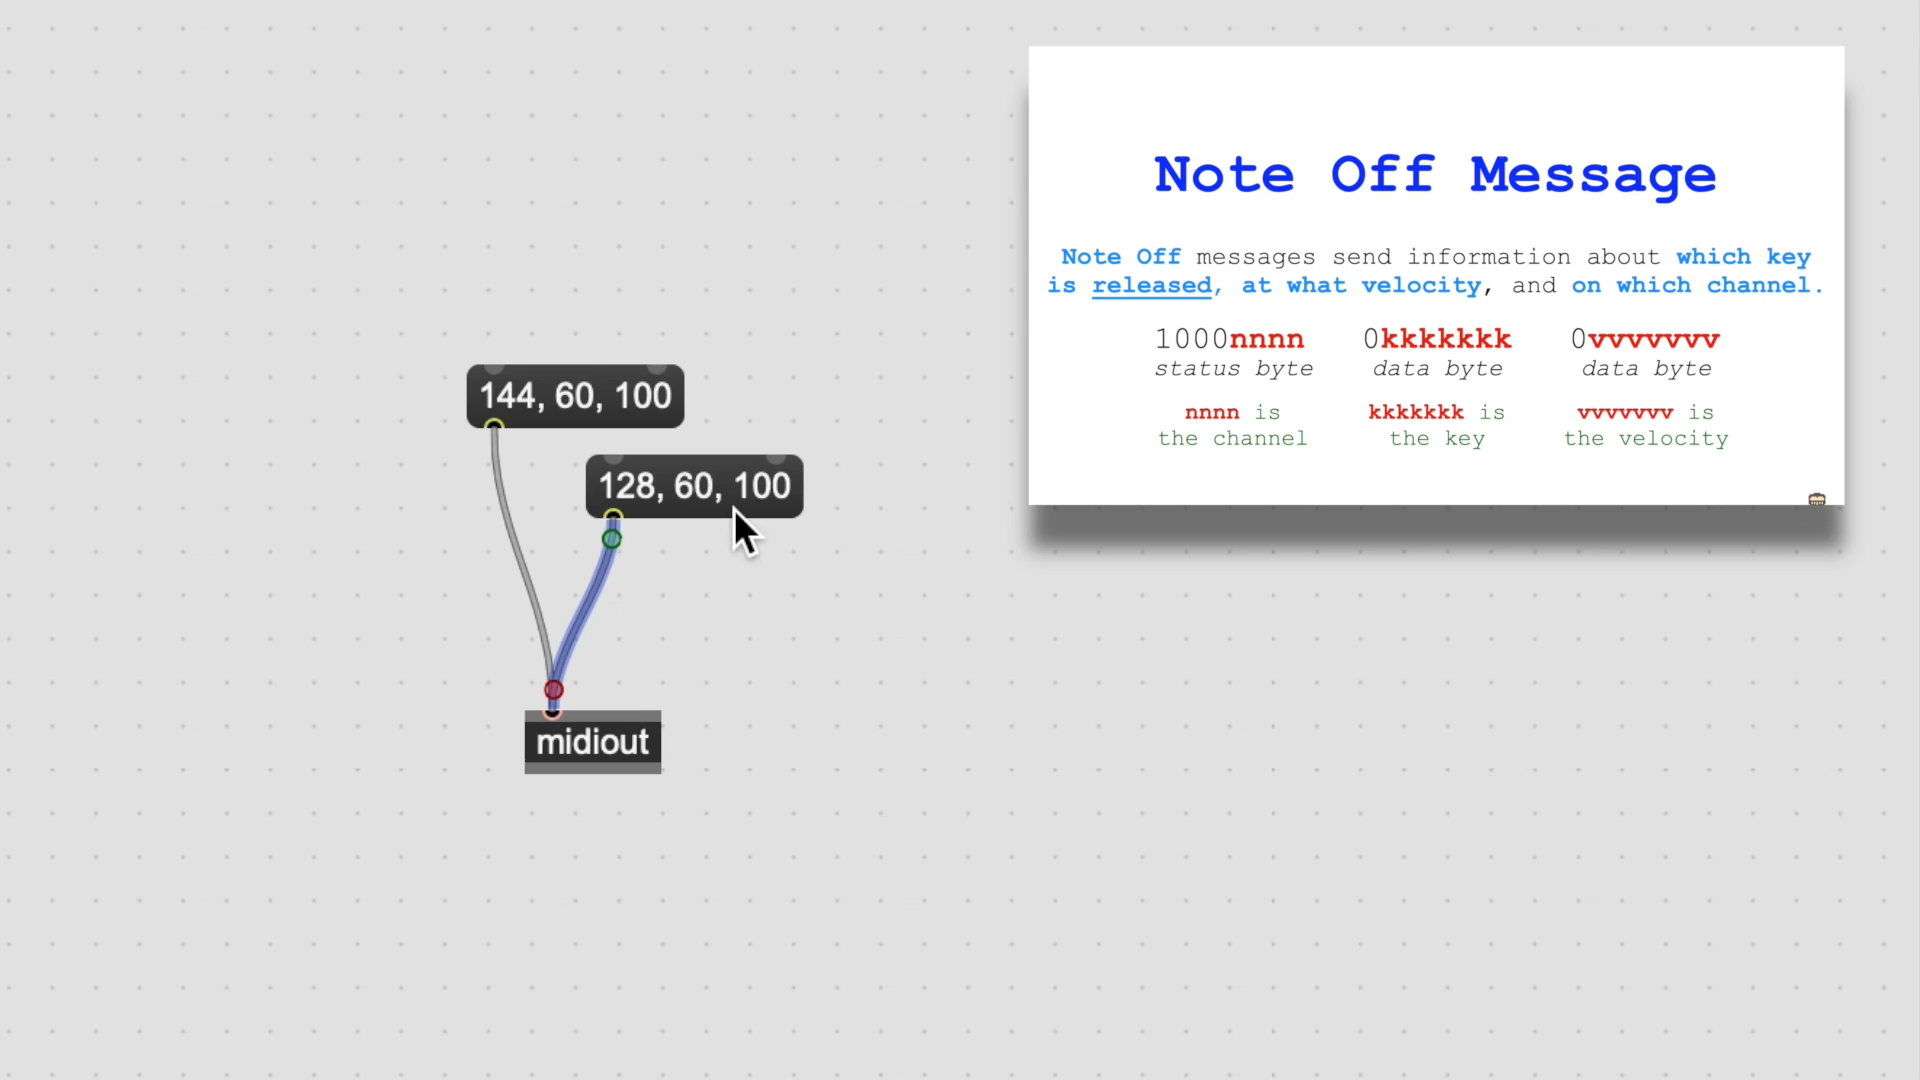 144, 60, 100
128, 60, 100
midiout
Note Off Message
Note Off messages send information about which key
is released, at what velocity, and on which channel.
1000nnnn 0kkkkkkk 0vvvvvvv
status byte data byte data byte
nnnn is kkkkkkk is vvvvvvv is
the channel the key the velocity